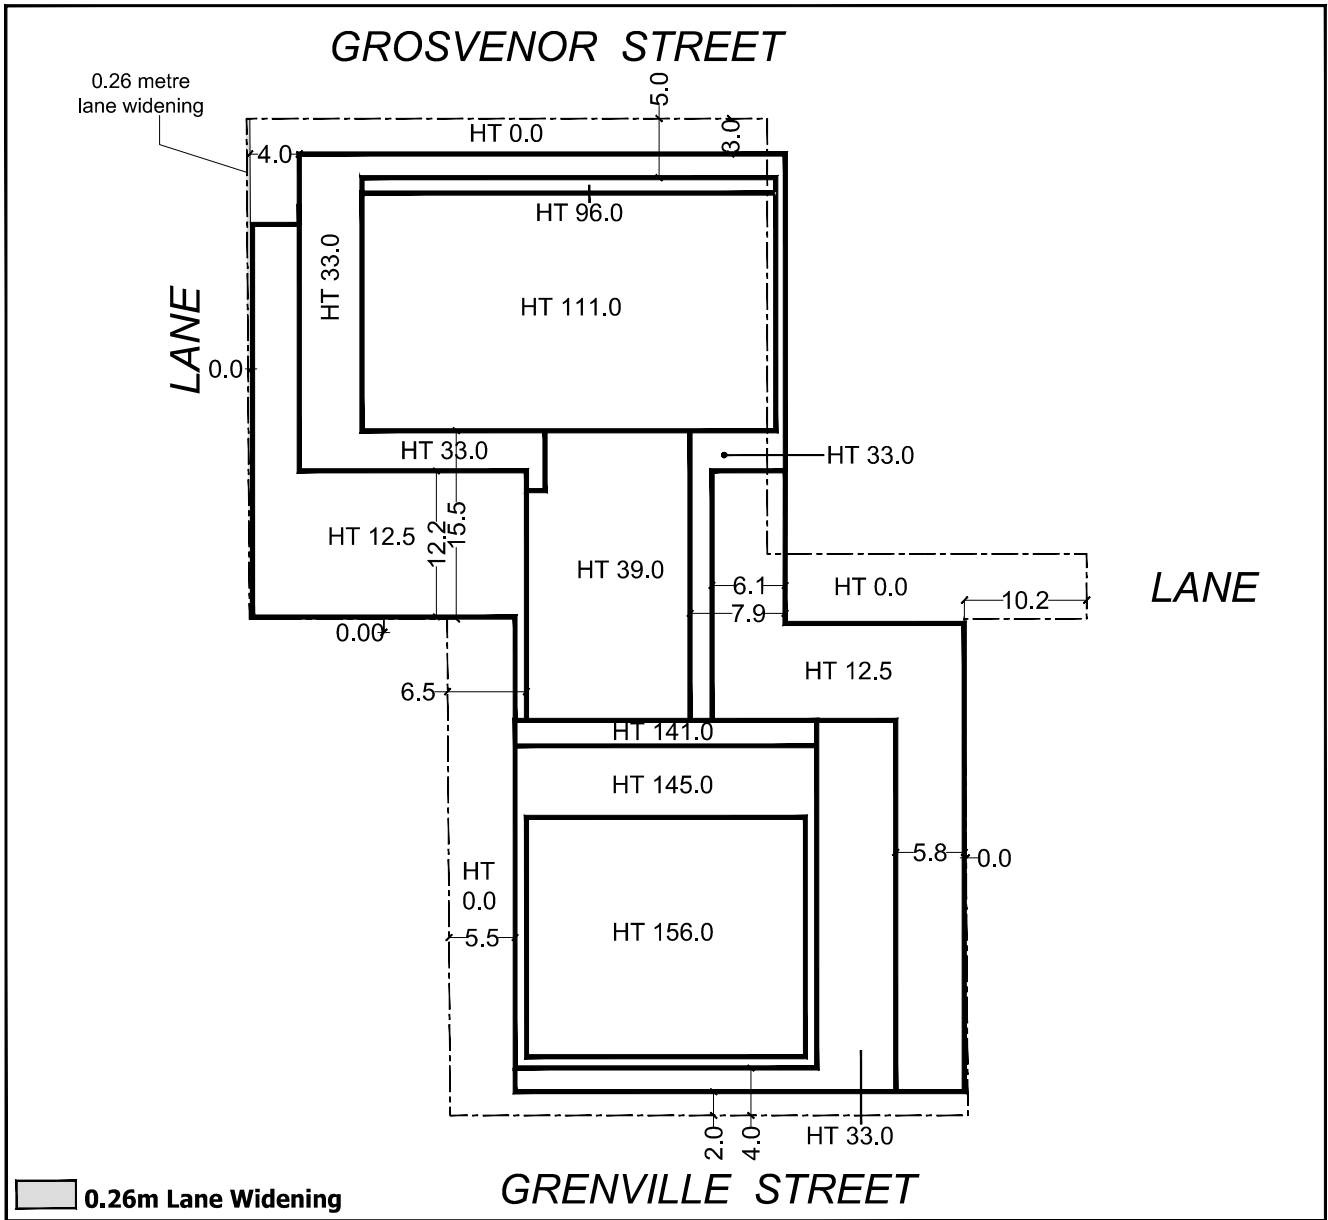 GROSVENOR STREET
0.26 metre
lane widening
5.0
HT 0.0
3.0
4.0
HT 96.0
HT 33.0
HT 111.0
LANE
0.0
HT 33.0
HT 33.0
12.2
15.5
HT 12.5
HT 39.0
6.1
HT 0.0
LANE
10.2
7.9
0.00
HT 12.5
6.5
HT 141.0
HT 145.0
5.8
0.0
HT
0.0
HT 156.0
5.5
2.0
4.0
HT 33.0
GRENVILLE STREET
0.26m Lane Widening